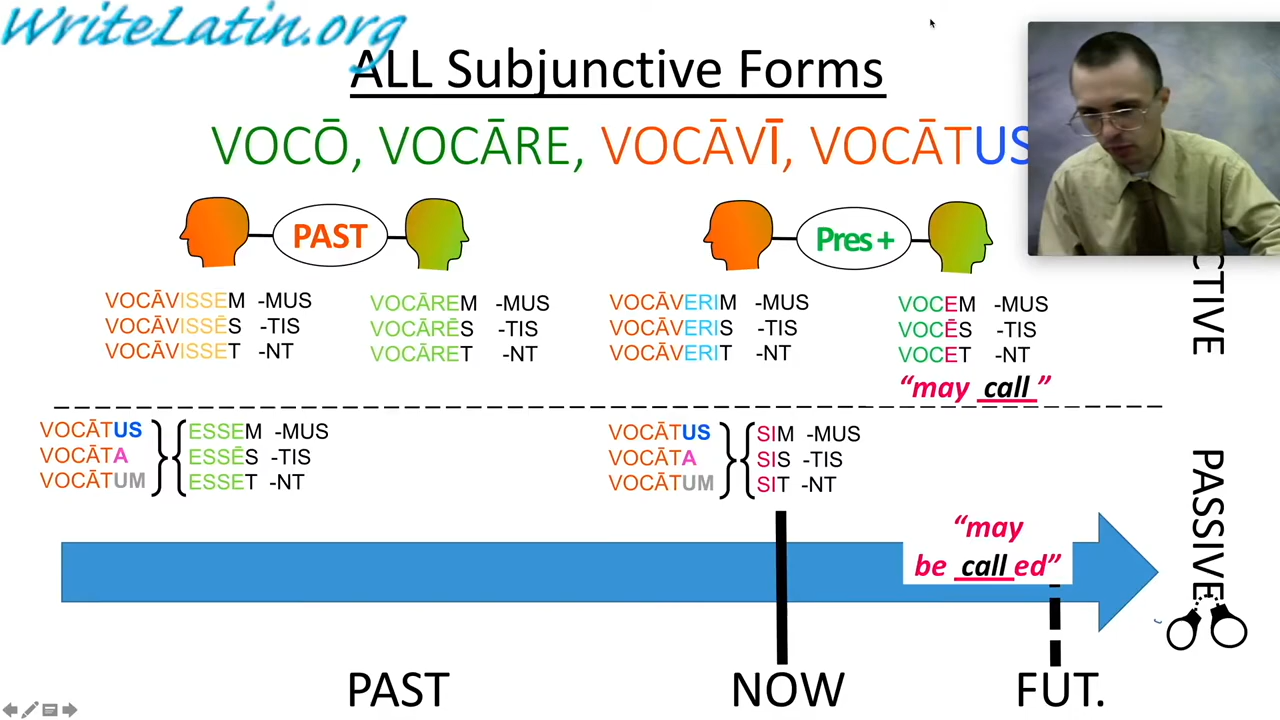 WriteLatin.org
ALL Subjunctive Forms
VOCŌ, VOCĀRE, VOCĀVĪ, VOCĀTUS
PAST
Pres +
VOCĀVISSEM -MUS
VOCĀVISSĒS -TIS
VOCĀVISSET -NT
VOCĀREM -MUS
VOCĀRĒS -TIS
VOCĀRET -NT
VOCĀVERIM -MUS
VOCĀVERIS -TIS
VOCĀVERIT -NT
VOCEM -MUS
VOCĒS -TIS
VOCET -NT
“may call ”
CTIVE
VOCĀTUS
VOCĀTA
VOCĀTUM
ESSEM -MUS
ESSĒS -TIS
ESSET -NT
VOCĀTUS
VOCĀTA
VOCĀTUM
SIM -MUS
SIS -TIS
SIT -NT
“may
be call ed”
PASSIVE
PAST
NOW
FUT.